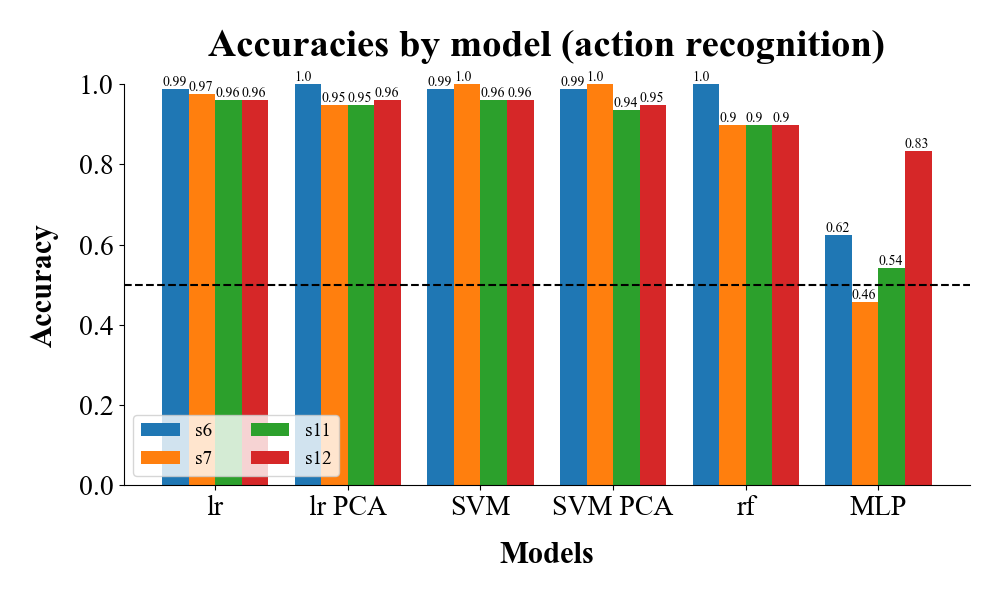 Accuracies by model (action recognition)
0.99 0.97 0.96 0.96 1.0 0.95 0.95 0.96 0.99 1.0 0.96 0.96 0.99 1.0 0.94 0.95 1.0 0.9 0.9 0.9 0.62 0.46 0.54 0.83
Accuracy
1.0
0.8
0.6
0.4
0.2
0.0
s6 s11
s7 s12
lr lr PCA SVM SVM PCA rf MLP
Models